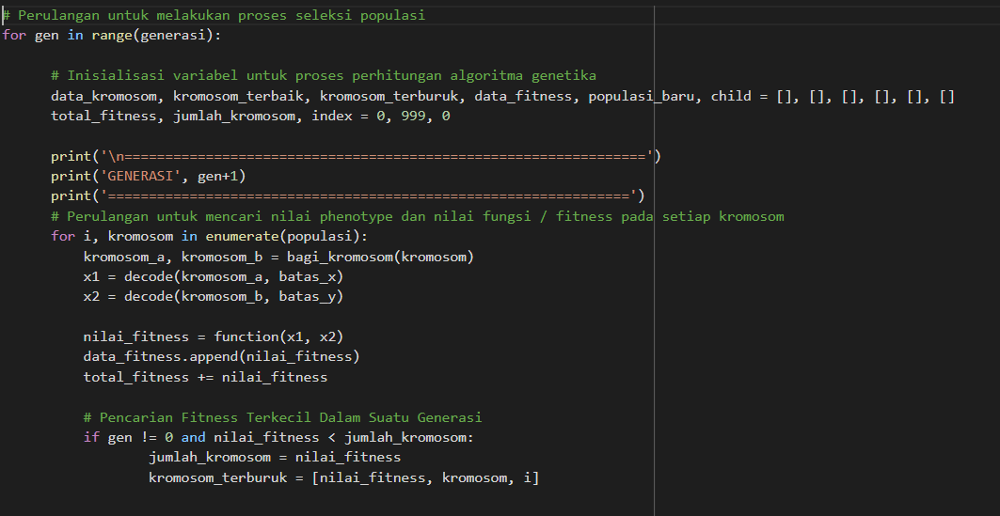 # Perulangan untuk melakukan proses seleksi populasi
for gen in range(generasi):
# Inisialisasi variabel untuk proses perhitungan algoritma genetika
data_kromosom, kromosom_terbaik, kromosom_terburuk, data_fitness, populasi_baru, child = [], [], [], [], [], []
total_fitness, jumlah_kromosom, index = 0, 999, 0
print('\n================================================================')
print('GENERASI', gen+1)
print('================================================================')
# Perulangan untuk mencari nilai phenotype dan nilai fungsi / fitness pada setiap kromosom
for i, kromosom in enumerate(populasi):
kromosom_a, kromosom_b = bagi_kromosom(kromosom)
x1 = decode(kromosom_a, batas_x)
x2 = decode(kromosom_b, batas_y)
nilai_fitness = function(x1, x2)
data_fitness.append(nilai_fitness)
total_fitness += nilai_fitness
# Pencarian Fitness Terkecil Dalam Suatu Generasi
if gen != 0 and nilai_fitness < jumlah_kromosom:
jumlah_kromosom = nilai_fitness
kromosom_terburuk = [nilai_fitness, kromosom, i]